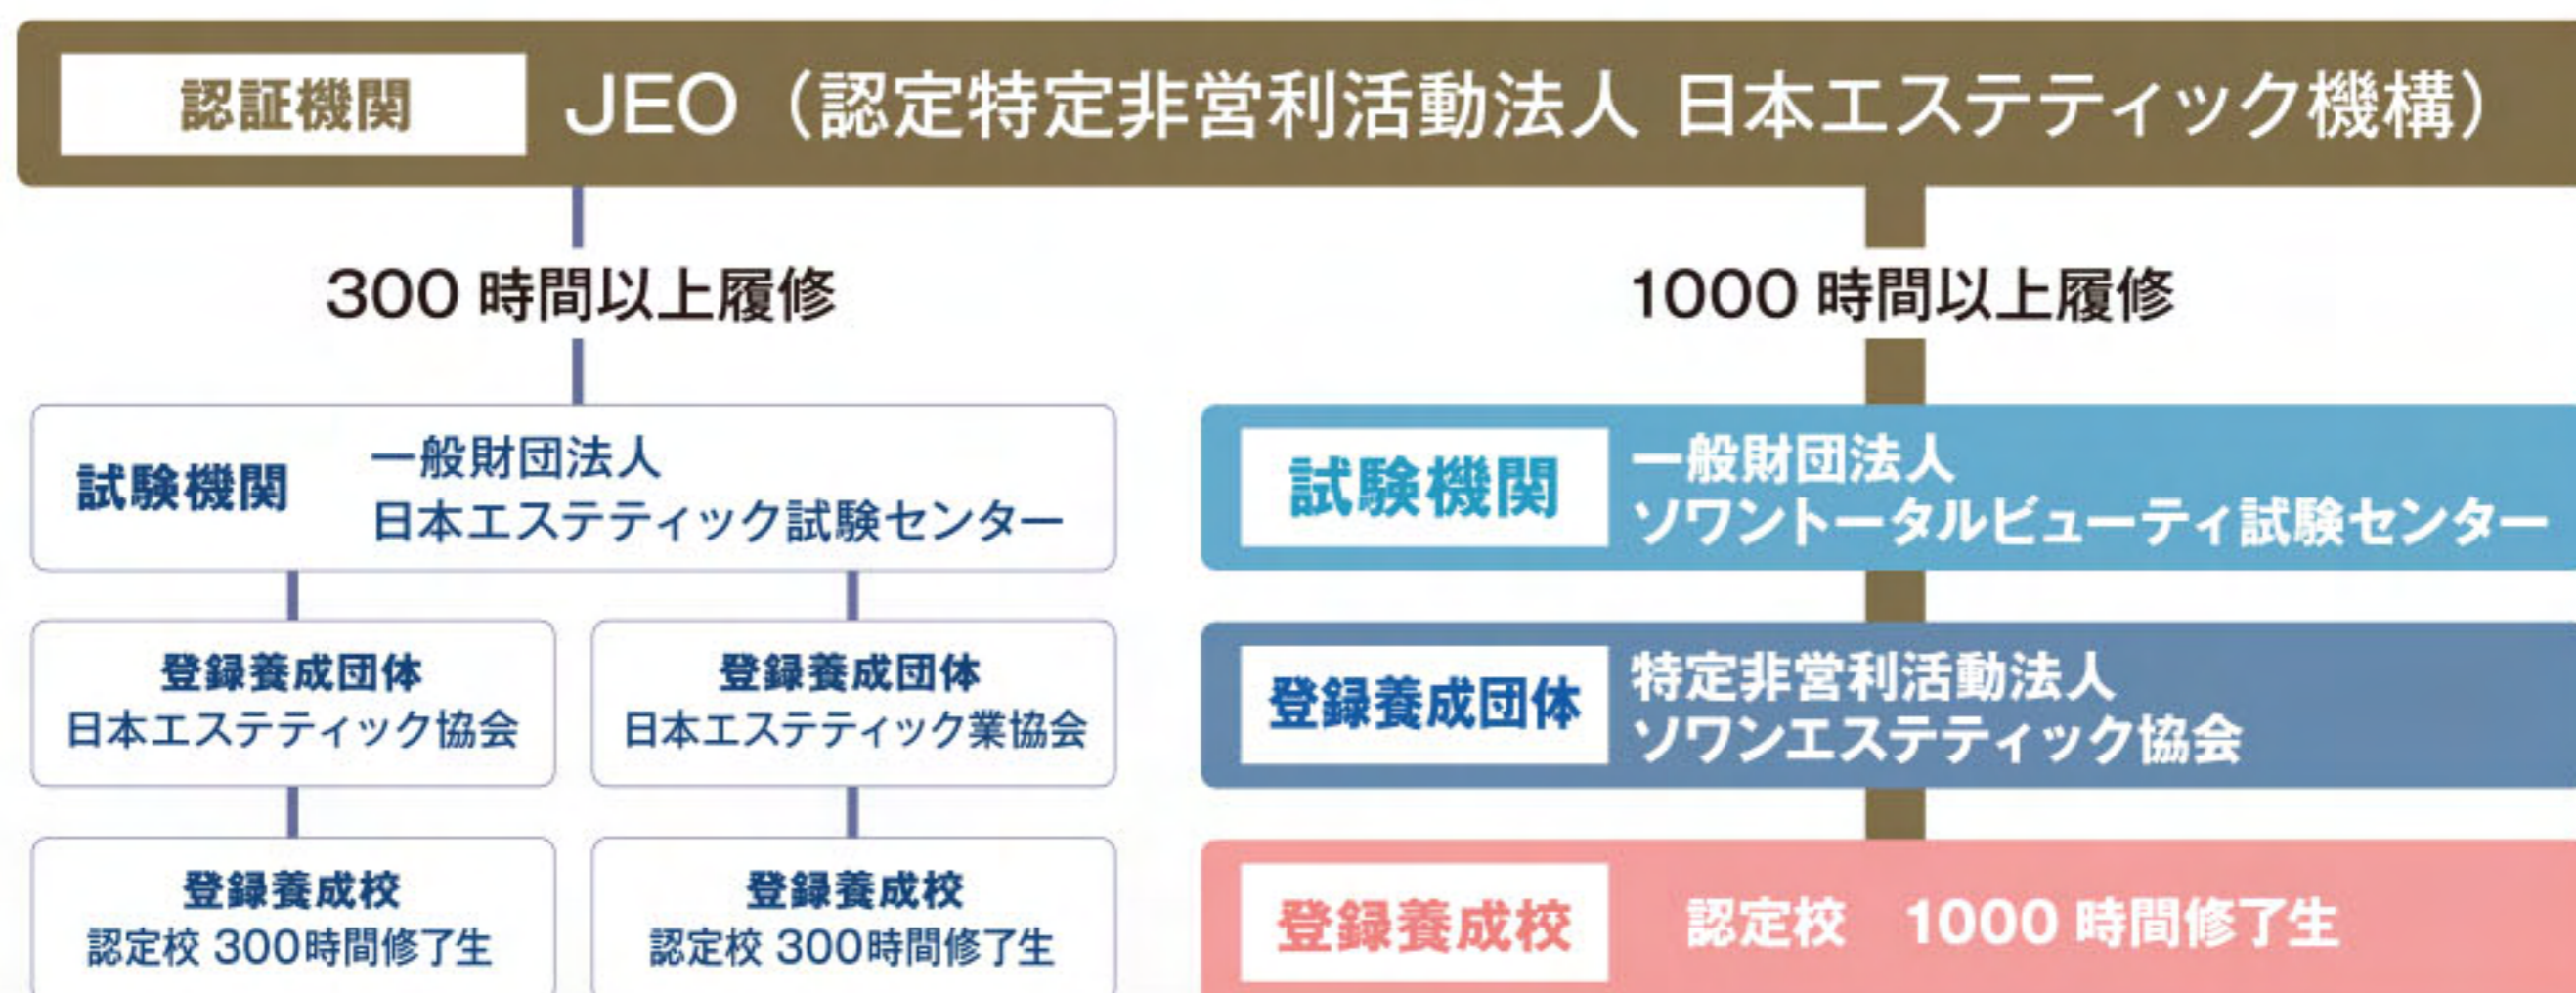 認証機関 JEO（認定特定非営利活動法人 日本エステティック機構）
300 時間以上履修
試験機関
一般財団法人
日本エステティック試験センター
登録養成団体
日本エステティック協会
登録養成団体
日本エステティック業協会
登録養成校
認定校 300時間修了生
登録養成校
認定校 300時間修了生
1000 時間以上履修
試験機関
一般財団法人
ソワントータルビューティ試験センター
登録養成団体
特定非営利活動法人
ソワンエステティック協会
登録養成校 認定校　1000 時間修了生